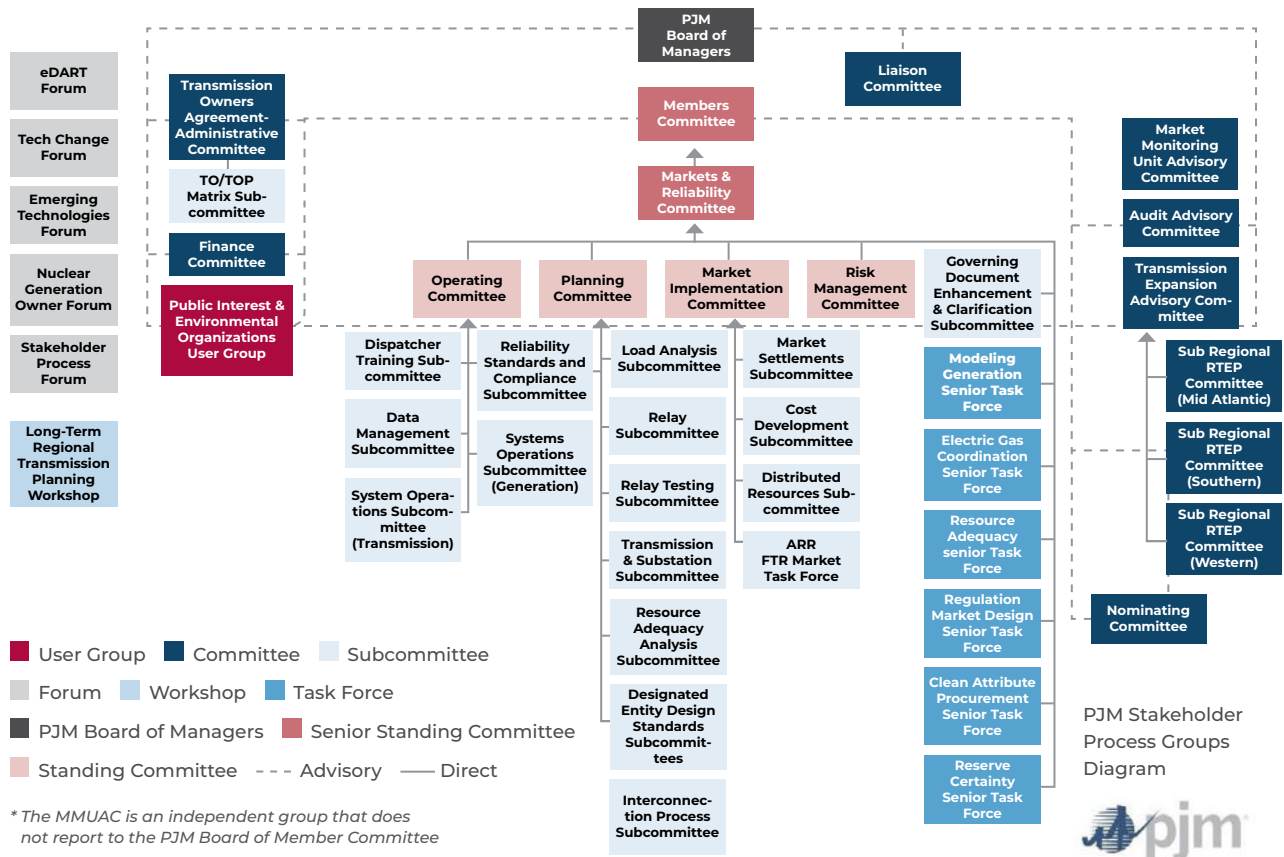 PJM
Board of
Managers
Liaison
Committee
eDART
Forum
Tech Change
Forum
Emerging
Technologies
Forum
Nuclear
Generation
Owner Forum
Stakeholder
Process
Forum
Long-Term
Regional
Transmission
Planning
Workshop
Transmission
Owners
Agreement-
Administrative
Committee
TO/TOP
Matrix Sub-
committee
Finance
Committee
Public Interest &
Environmental
Organizations
User Group
Members
Committee
Markets &
Reliability
Committee
Market
Monitoring
Unit Advisory
Committee
Audit Advisory
Committee
Transmission
Expansion
Advisory Com-
mittee
Sub Regional
RTEP
Committee
(Mid Atlantic)
Sub Regional
RTEP
Committee
(Southern)
Sub Regional
RTEP
Committee
(Western)
Nominating
Committee
Operating
Committee
Planning
Committee
Market
Implementation
Committee
Risk
Management
Committee
Dispatcher
Training Sub-
committee
Data
Management
Subcommittee
System Opera-
tions Subcom-
mittee
(Transmission)
Reliability
Standards and
Compliance
Subcommittee
Systems
Operations
Subcommittee
(Generation)
Load Analysis
Subcommittee
Relay
Subcommittee
Relay Testing
Subcommittee
Transmission
& Substation
Subcommittee
Resource
Adequacy
Analysis
Subcommittee
Designated
Entity Design
Standards
Subcommit-
tees
Interconnec-
tion Process
Subcommittee
Market
Settlements
Subcommittee
Cost
Development
Subcommittee
Distributed
Resources Sub-
committee
ARR
FTR Market
Task Force
Governing
Document
Enhancement
& Clarification
Subcommittee
Modeling
Generation
Senior Task
Force
Electric Gas
Coordination
Senior Task
Force
Resource
Adequacy
senior Task
Force
Regulation
Market Design
Senior Task
Force
Clean Attribute
Procurement
Senior Task
Force
Reserve
Certainty
Senior Task
Force
User Group Committee Subcommittee
Forum Workshop Task Force
PJM Board of Managers Senior Standing Committee
Standing Committee Advisory Direct
* The MMUAC is an independent group that does
not report to the PJM Board of Member Committee
PJM Stakeholder
Process Groups
Diagram
pjm